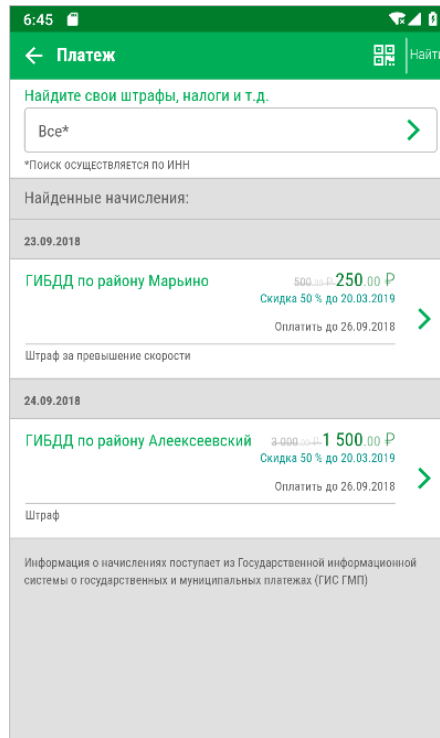 6:45
Платеж
Найти
Найдите свои штрафы, налоги и т.д.
Все*
*Поиск осуществляется по ИНН
Найденные начисления:
23.09.2018
ГИБДД по району Марьино 500.00 ₽ 250.00 ₽
Скидка 50 % до 20.03.2019
Оплатить до 26.09.2018
Штраф за превышение скорости
24.09.2018
ГИБДД по району Алеексеевский 3 000.00 ₽ 1 500.00 ₽
Скидка 50 % до 20.03.2019
Оплатить до 26.09.2018
Штраф
Информация о начислениях поступает из Государственной информационной
системы о государственных и муниципальных платежах (ГИС ГМП)